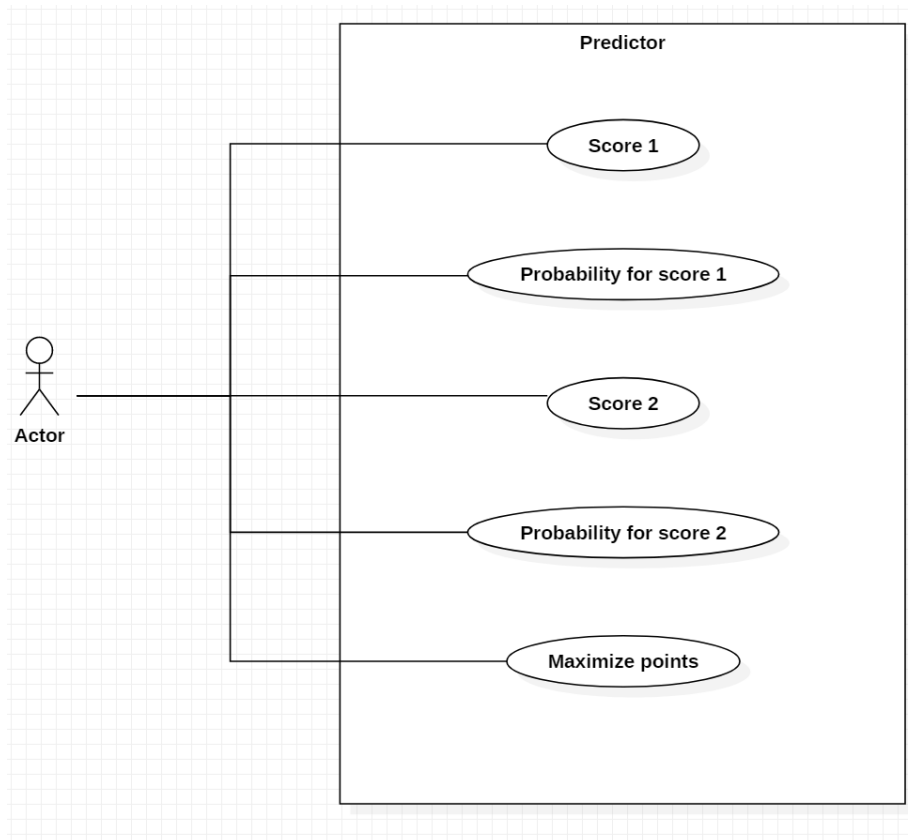 Predictor
Score 1
Probability for score 1
Score 2
Actor
Probability for score 2
Maximize points